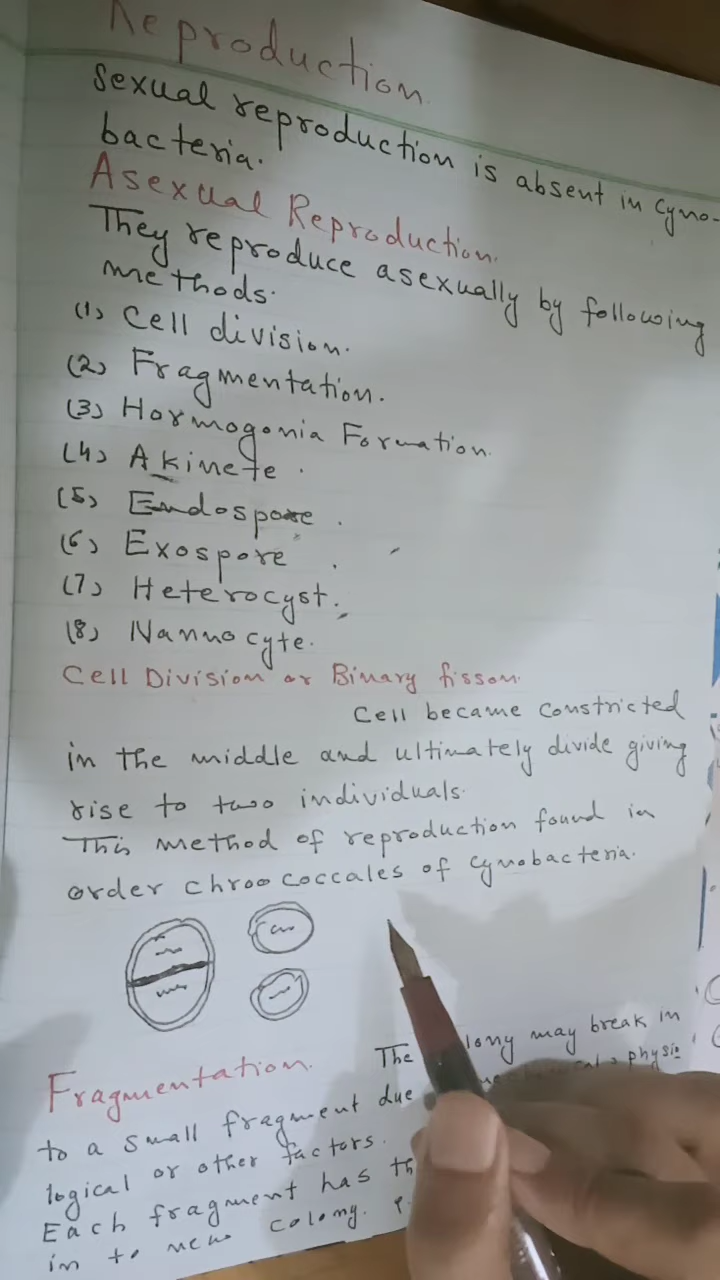 Reproduction.
Sexual reproduction is absent in cyno-
bacteria.
Asexual Reproduction.
They reproduce asexually by following
methods.
(1) Cell division.
(2) Fragmentation.
(3) Hormogonia Formation.
(4) Akinete.
(5) Endospore.
(6) Exospore.
(7) Heterocyst.
(8) Nannocyte.
Cell Division or Binary fisson.
Cell became constricted
in the middle and ultimately divide giving
rise to two individuals.
This method of reproduction found in
order chroococcales of cynobacteria.
Fragmentation. The may break in
to a small fragment due physio
logical or other factors.
Each fragment has
in to new colony.